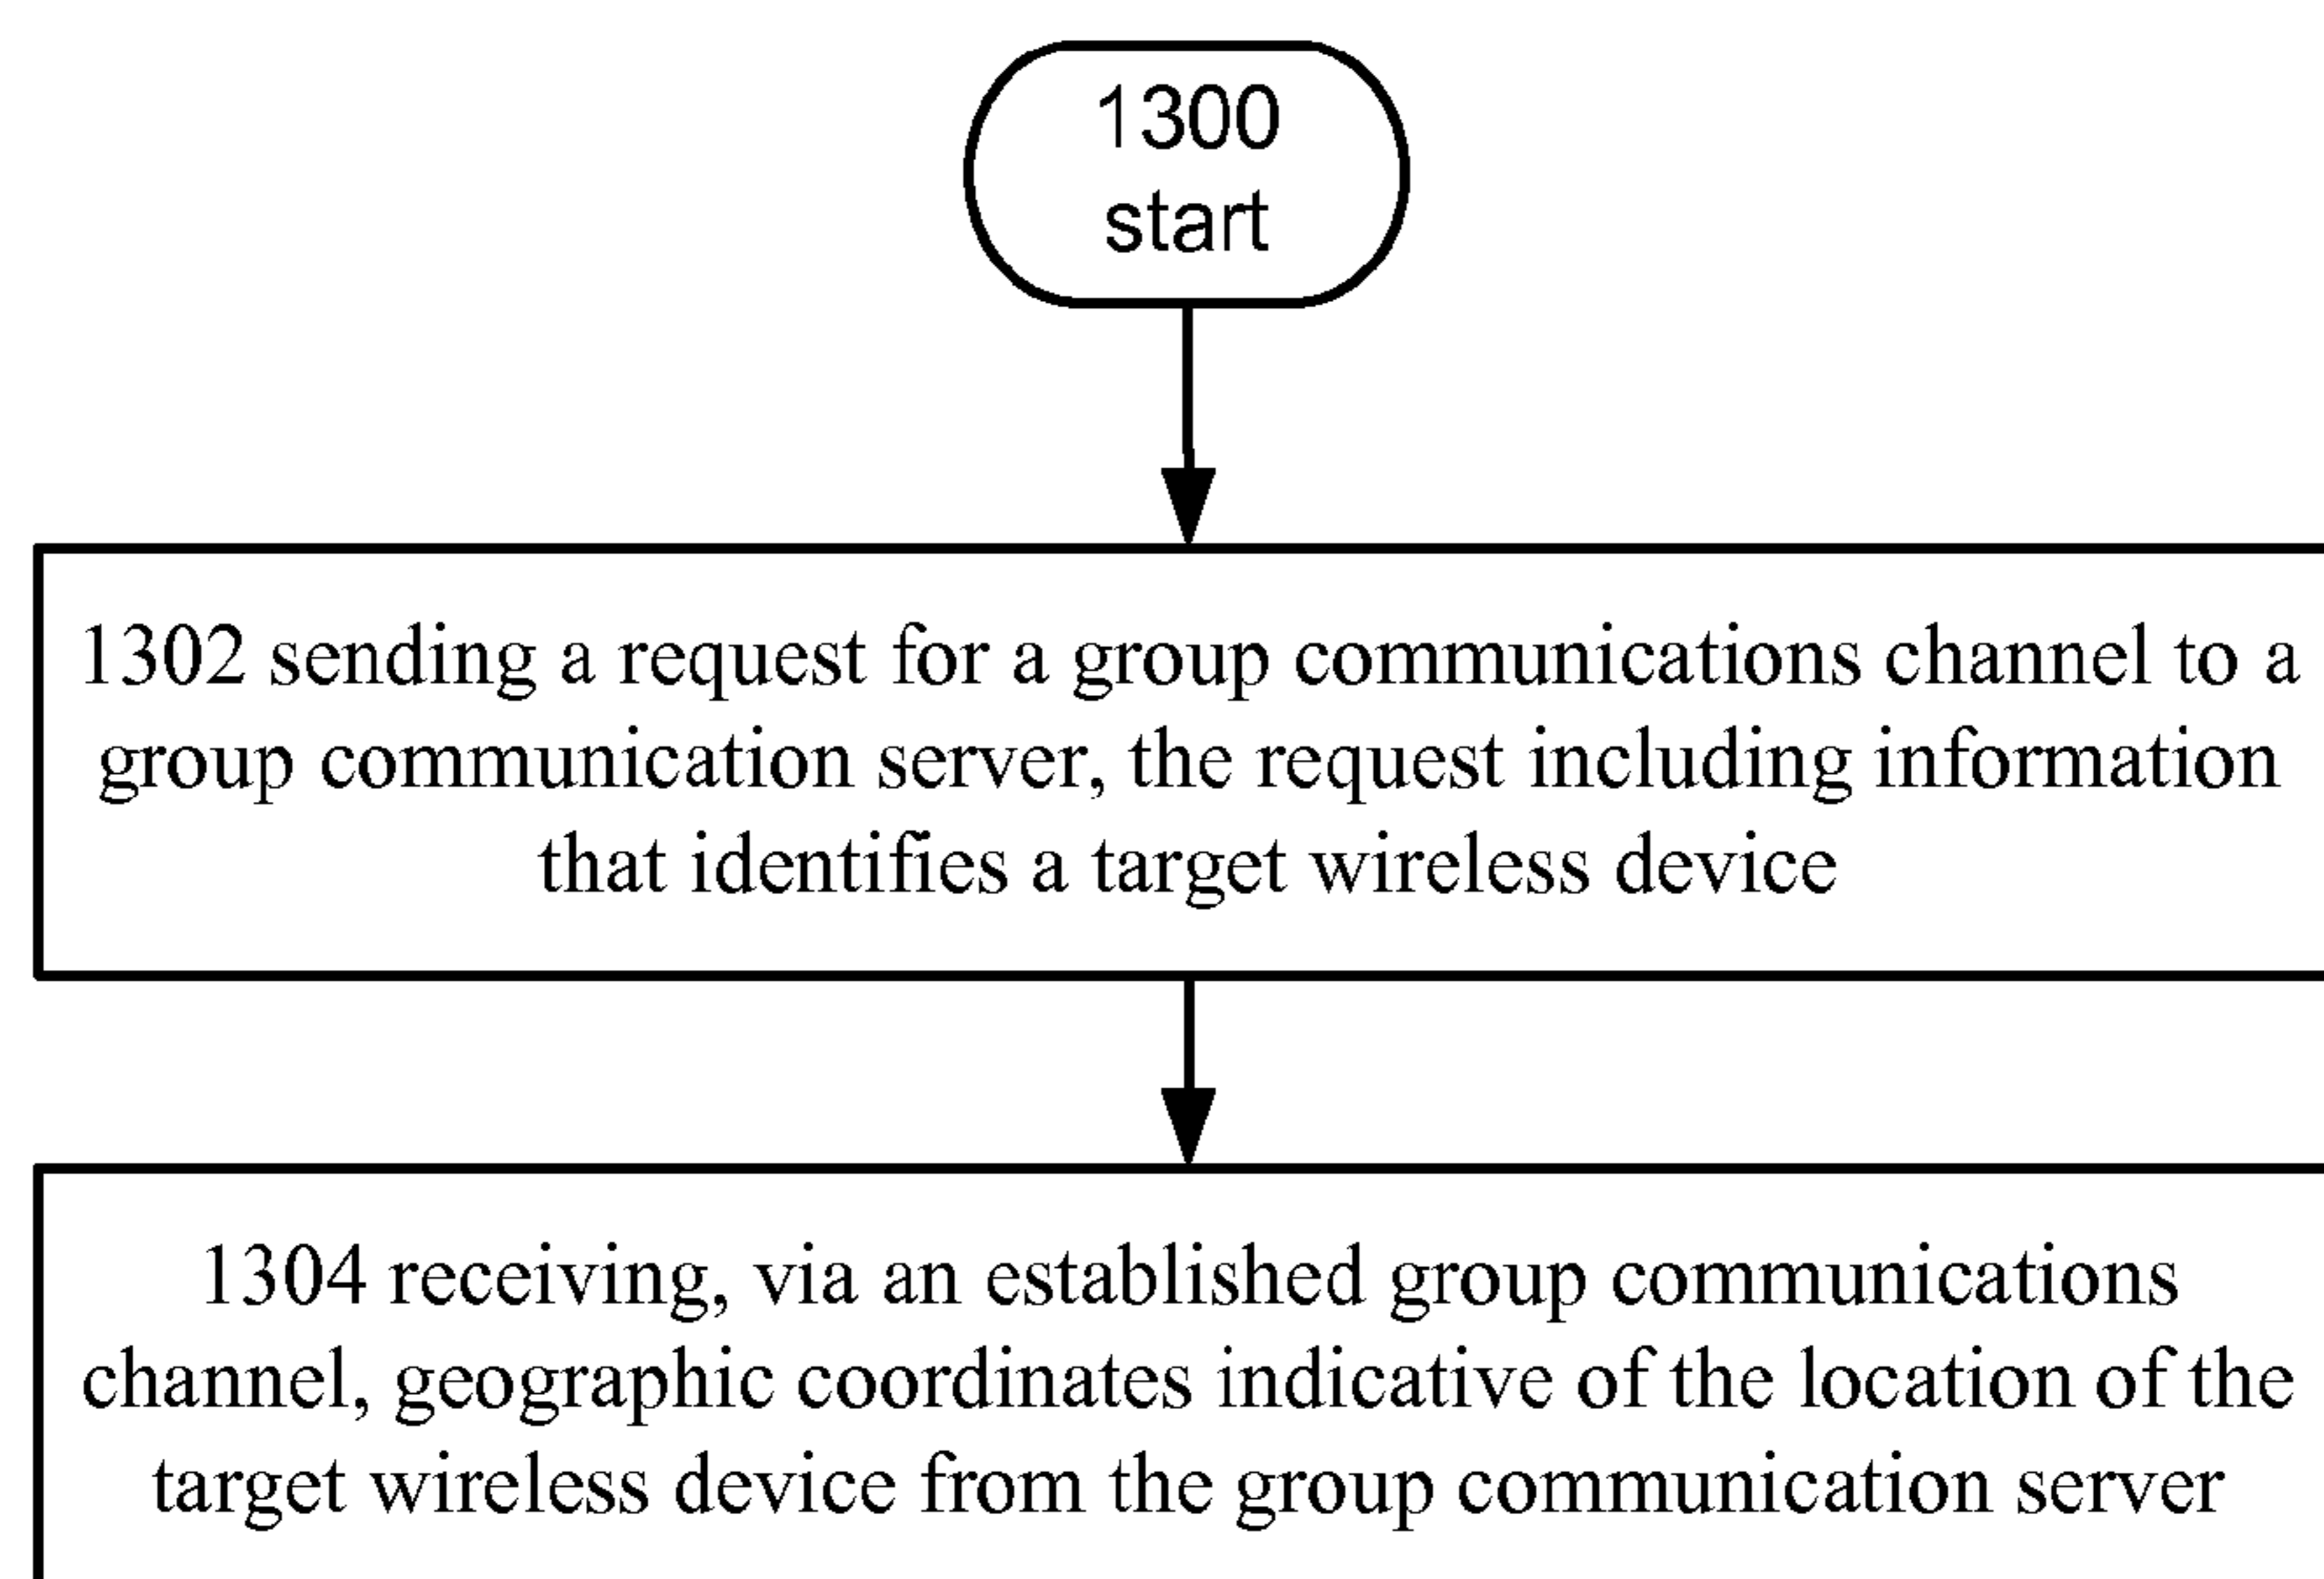 1300
start
1302 sending a request for a group communications channel to a
group communication server, the request including information
that identifies a target wireless device
1304 receiving, via an established group communications
channel, geographic coordinates indicative of the location of the
target wireless device from the group communication server